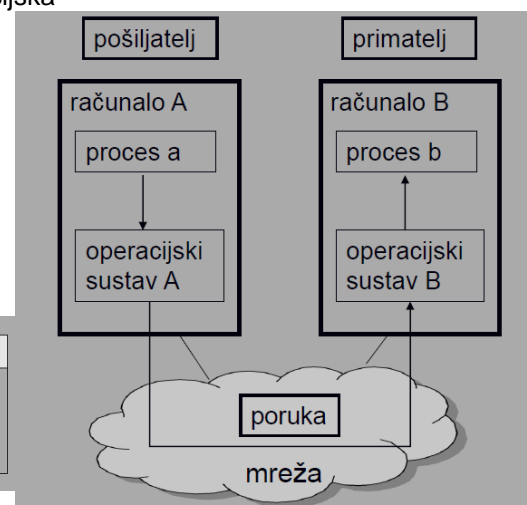 pošiljatelj
primatelj
računalo A
proces a
operacijski
sustav A
računalo B
proces b
operacijski
sustav B
poruka
mreža